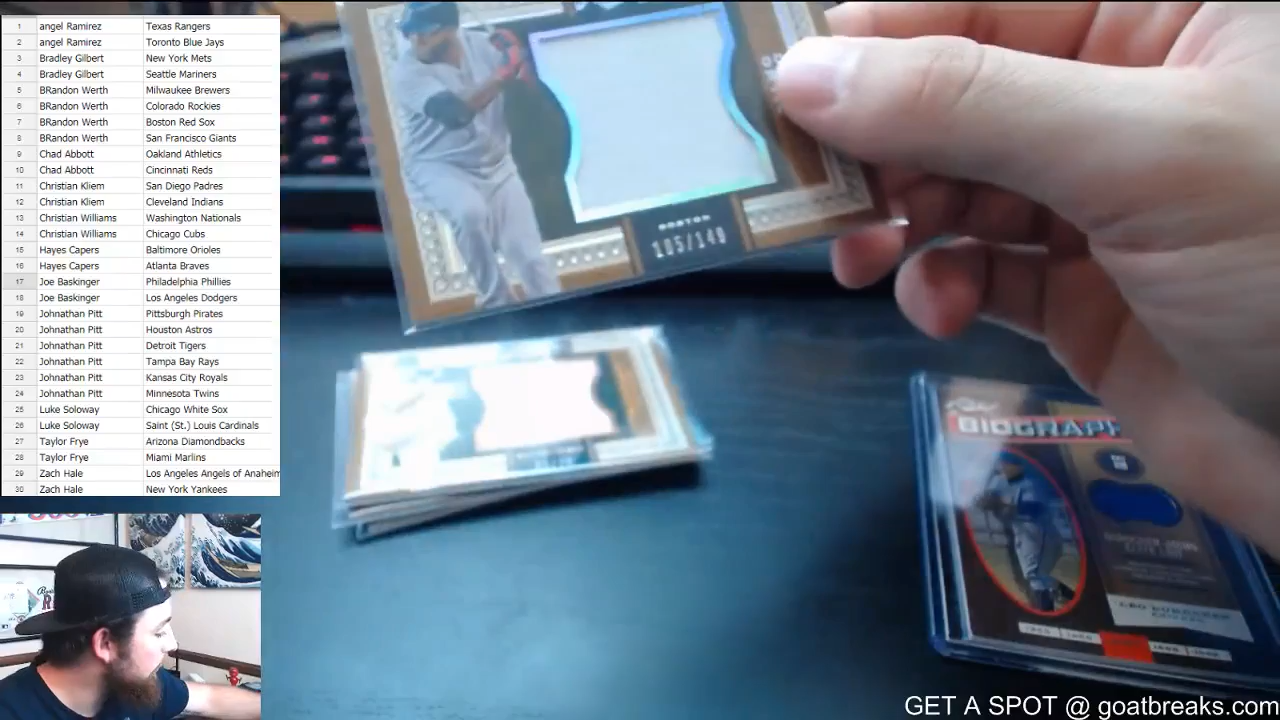 1 angel Ramirez Texas Rangers
2 angel Ramirez Toronto Blue Jays
3 Bradley Gilbert New York Mets
4 Bradley Gilbert Seattle Mariners
5 BRandon Werth Milwaukee Brewers
6 BRandon Werth Colorado Rockies
7 BRandon Werth Boston Red Sox
8 BRandon Werth San Francisco Giants
9 Chad Abbott Oakland Athletics
10 Chad Abbott Cincinnati Reds
11 Christian Kliem San Diego Padres
12 Christian Kliem Cleveland Indians
13 Christian Williams Washington Nationals
14 Christian Williams Chicago Cubs
15 Hayes Capers Baltimore Orioles
16 Hayes Capers Atlanta Braves
17 Joe Baskinger Philadelphia Phillies
18 Joe Baskinger Los Angeles Dodgers
19 Johnathan Pitt Pittsburgh Pirates
20 Johnathan Pitt Houston Astros
21 Johnathan Pitt Detroit Tigers
22 Johnathan Pitt Tampa Bay Rays
23 Johnathan Pitt Kansas City Royals
24 Johnathan Pitt Minnesota Twins
25 Luke Soloway Chicago White Sox
26 Luke Soloway Saint (St.) Louis Cardinals
27 Taylor Frye Arizona Diamondbacks
28 Taylor Frye Miami Marlins
29 Zach Hale Los Angeles Angels of Anaheim
30 Zach Hale New York Yankees
BOSTON
105/149
BIOGRAPH
GET A SPOT @ goatbreaks.com